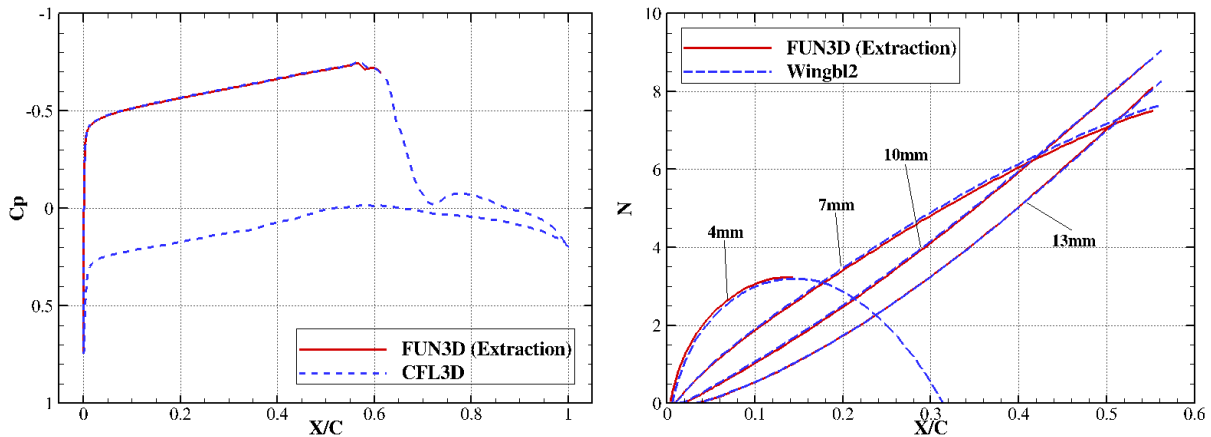 -1
-0.5
0
0.5
1
Cp
0
0.2
0.4
0.6
0.8
1
X/C
FUN3D (Extraction)
CFL3D
10
8
6
4
2
0
N
0
0.1
0.2
0.3
0.4
0.5
0.6
X/C
FUN3D (Extraction)
Wingbl2
10mm
7mm
4mm
13mm